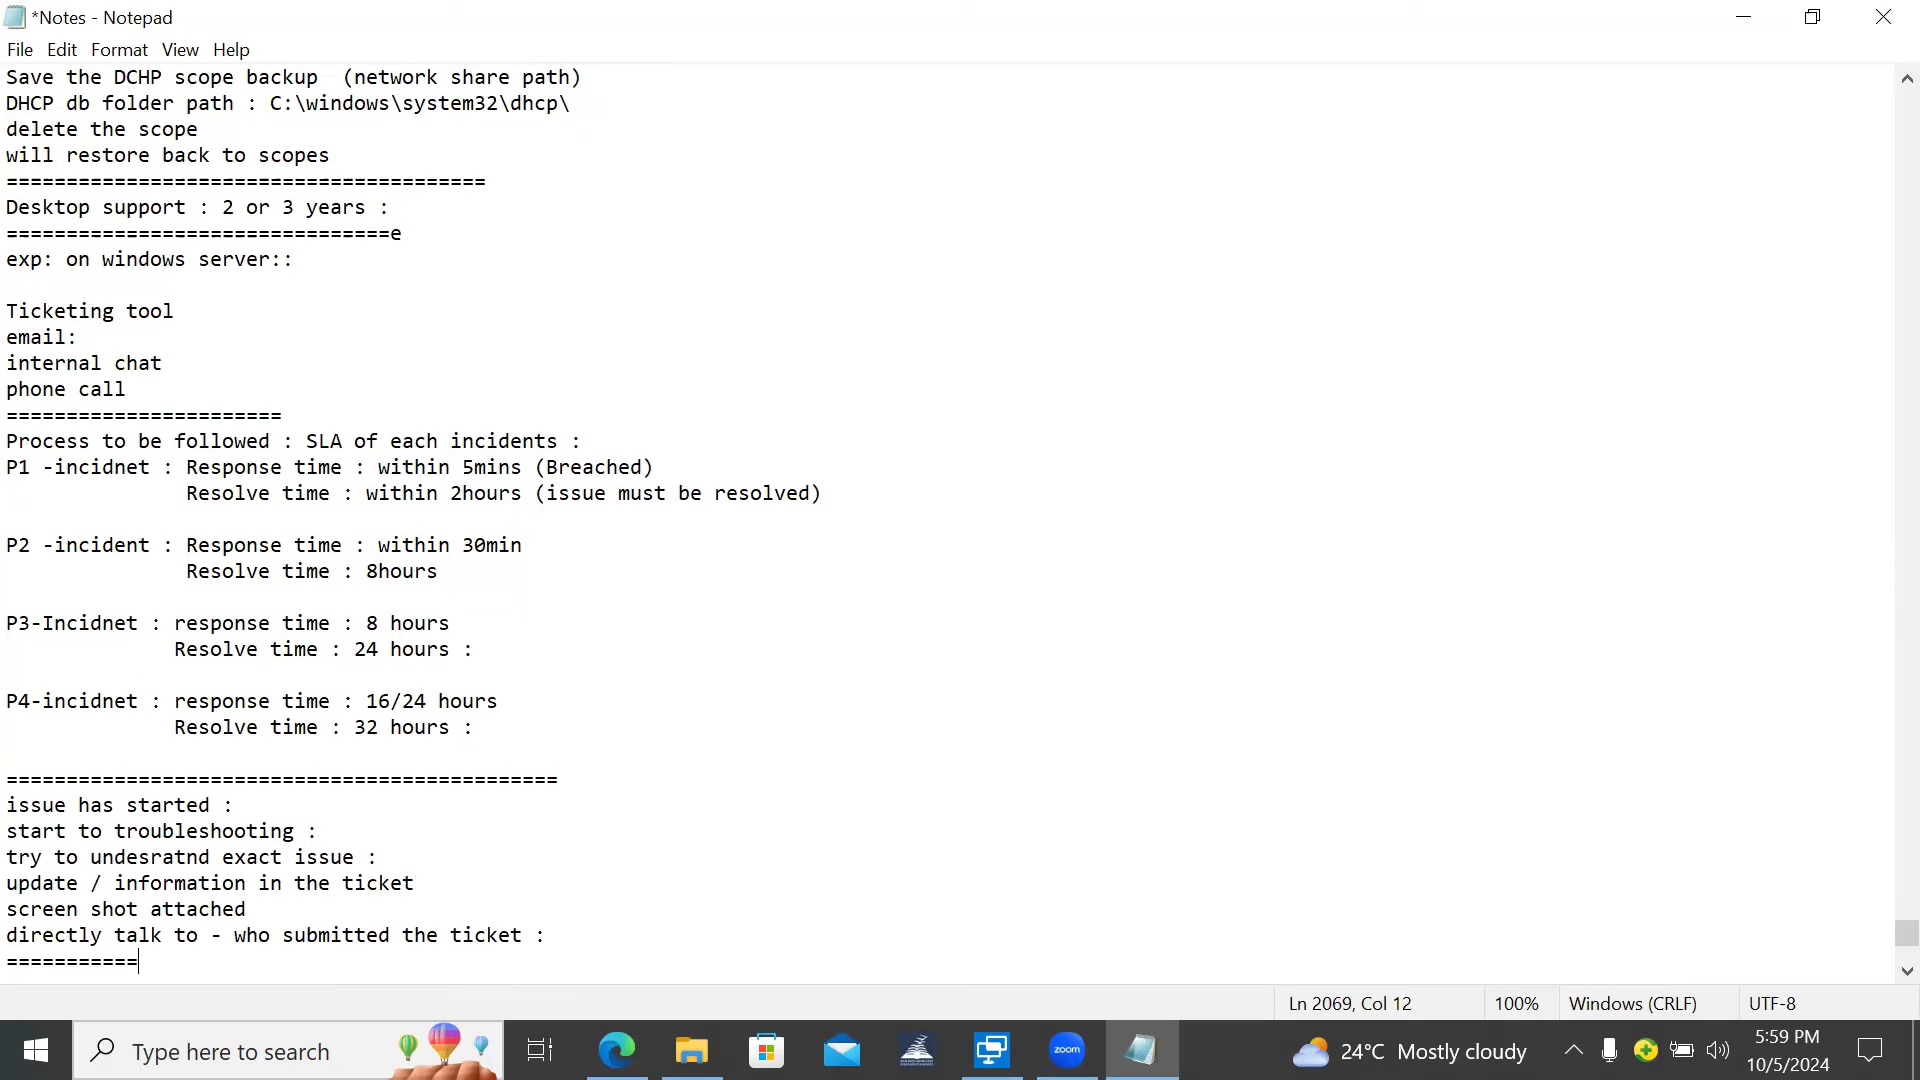 *Notes - Notepad
File Edit Format View Help
Save the DCHP scope backup  (network share path)
DHCP db folder path : C:\windows\system32\dhcp\
delete the scope
will restore back to scopes
========================================
Desktop support : 2 or 3 years :
================================e
exp: on windows server::
Ticketing tool
email:
internal chat
phone call
=======================
Process to be followed : SLA of each incidents :
P1 -incidnet : Response time : within 5mins (Breached)
Resolve time : within 2hours (issue must be resolved)
P2 -incident : Response time : within 30min
Resolve time : 8hours
P3-Incidnet : response time : 8 hours
Resolve time : 24 hours :
P4-incidnet : response time : 16/24 hours
Resolve time : 32 hours :
==============================================
issue has started :
start to troubleshooting :
try to undesratnd exact issue :
update / information in the ticket
screen shot attached
directly talk to - who submitted the ticket :
===========
Ln 2069, Col 12 100% Windows (CRLF) UTF-8
Type here to search
zoom
24°C Mostly cloudy
5:59 PM
10/5/2024